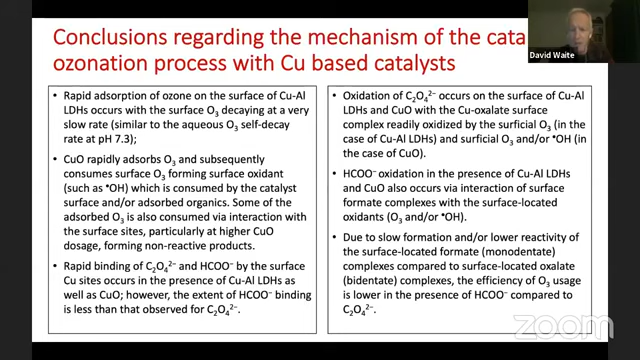 Conclusions regarding the mechanism of the cata
ozonation process with Cu based catalysts
David Waite
• Rapid adsorption of ozone on the surface of Cu-Al
LDHs occurs with the surface O₃ decaying at a very
slow rate (similar to the aqueous O₃ self-decay
rate at pH 7.3);
• CuO rapidly adsorbs O₃ and subsequently
consumes surface O₃ forming surface oxidant
(such as •OH) which is consumed by the catalyst
surface and/or adsorbed organics. Some of the
adsorbed O₃ is also consumed via interaction with
the surface sites, particularly at higher CuO
dosage, forming non-reactive products.
• Rapid binding of C₂O₄²⁻ and HCOO⁻ by the surface
Cu sites occurs in the presence of Cu-Al LDHs as
well as CuO; however, the extent of HCOO⁻ binding
is less than that observed for C₂O₄²⁻.
• Oxidation of C₂O₄²⁻ occurs on the surface of Cu-Al
LDHs and CuO with the Cu-oxalate surface
complex readily oxidized by the surficial O₃ (in the
case of Cu-Al LDHs) and surficial O₃ and/or •OH (in
the case of CuO).
• HCOO⁻ oxidation in the presence of Cu-Al LDHs
and CuO also occurs via interaction of surface
formate complexes with the surface-located
oxidants (O₃ and/or •OH).
• Due to slow formation and/or lower reactivity of
the surface-located formate (monodentate)
complexes compared to surface-located oxalate
(bidentate) complexes, the efficiency of O₃ usage
is lower in the presence of HCOO⁻ compared to
C₂O₄²⁻.
zoom